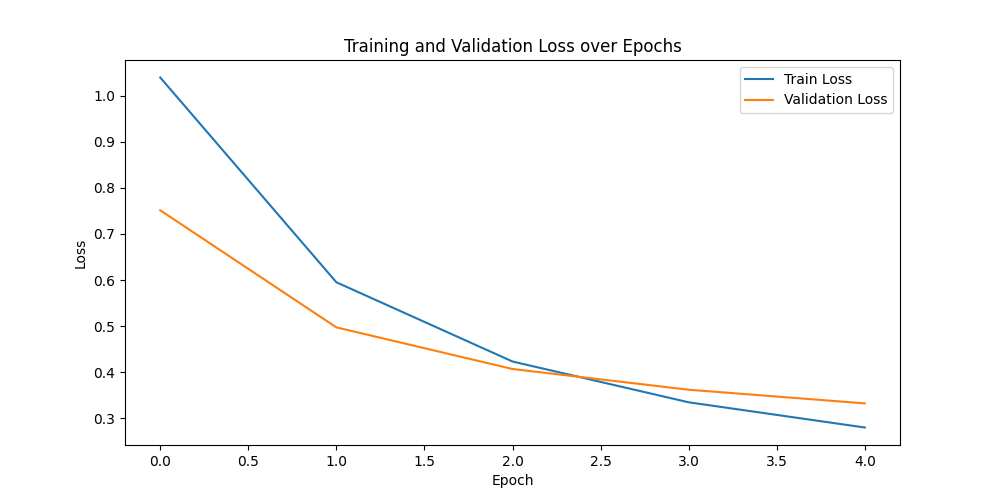 Training and Validation Loss over Epochs
Train Loss
Validation Loss
1.0
0.9
0.8
0.7
0.6
0.5
0.4
0.3
Loss
0.0 0.5 1.0 1.5 2.0 2.5 3.0 3.5 4.0
Epoch